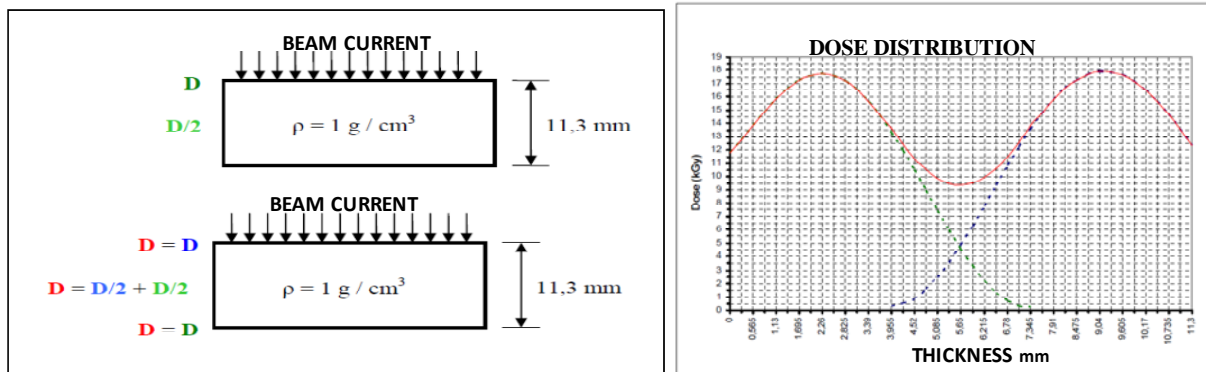 BEAM CURRENT
D
D/2
ρ = 1 g / cm³
11,3 mm
BEAM CURRENT
D = D
D = D/2 + D/2
ρ = 1 g / cm³
11,3 mm
D = D
DOSE DISTRIBUTION
Dose (kGy)
19
18
17
16
15
14
13
12
11
10
9
8
7
6
5
4
3
2
1
0
0 0,565 1,13 1,695 2,26 2,825 3,39 3,955 4,52 5,085 5,65 6,215 6,78 7,345 7,91 8,475 9,04 9,605 10,17 10,735 11,3
THICKNESS mm